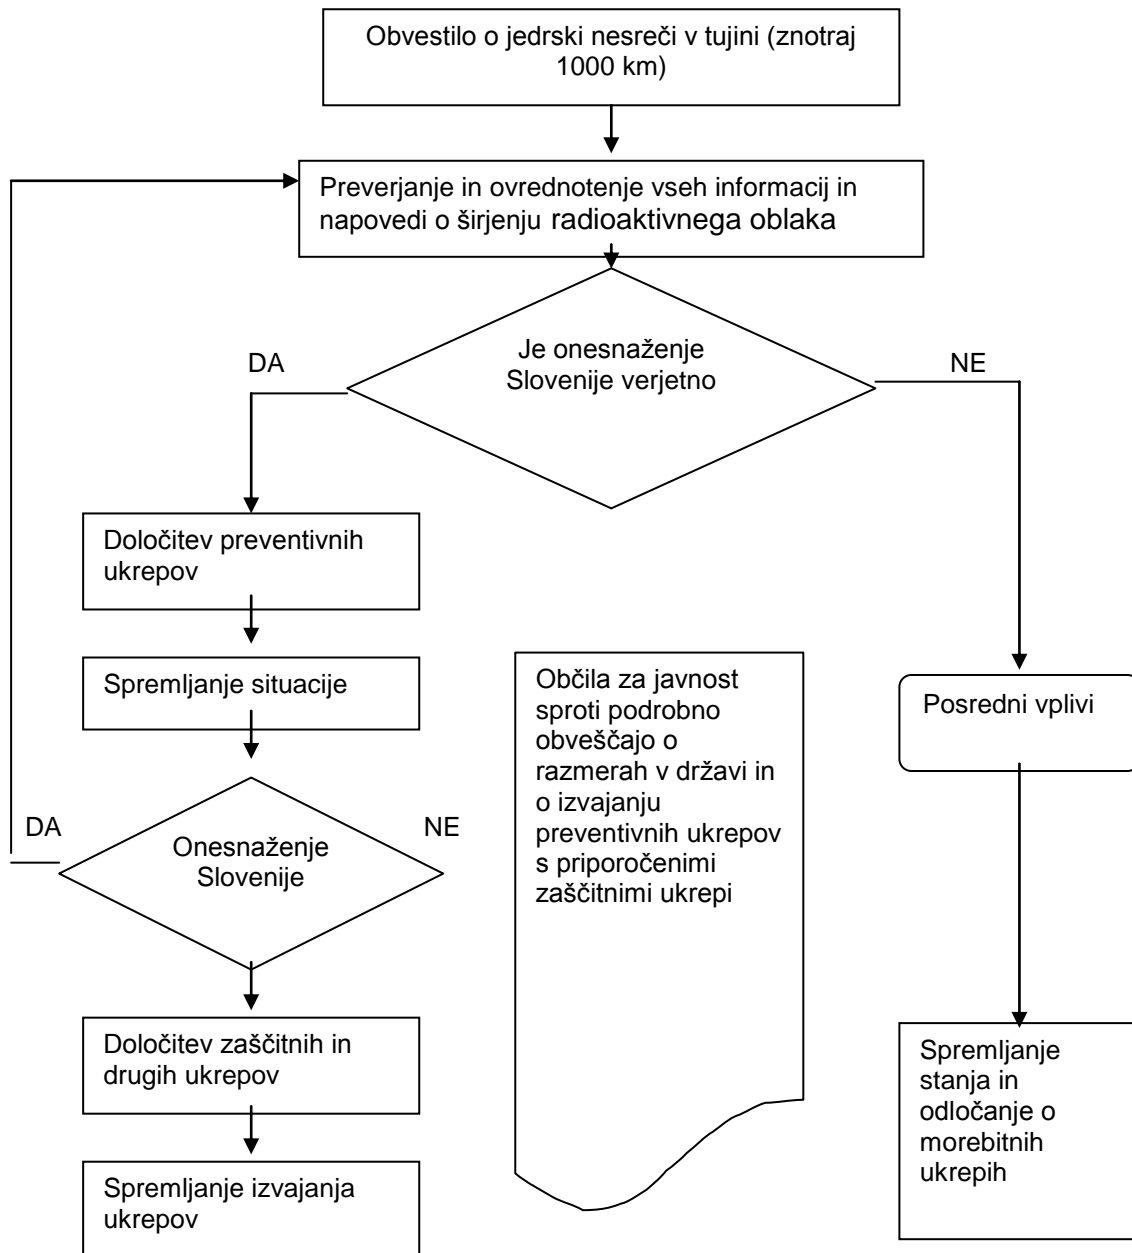 Obvestilo o jedrski nesreči v tujini (znotraj
1000 km)
Preverjanje in ovrednotenje vseh informacij in
napovedi o širjenju radioaktivnega oblaka
Je onesnaženje
Slovenije verjetno
DA
NE
Določitev preventivnih
ukrepov
Spremljanje situacije
Občila za javnost
sproti podrobno
obveščajo o
razmerah v državi in
o izvajanju
preventivnih ukrepov
s priporočenimi
zaščitnimi ukrepi
Posredni vplivi
DA
NE
Onesnaženje
Slovenije
Določitev zaščitnih in
drugih ukrepov
Spremljanje
stanja in
odločanje o
morebitnih
ukrepih
Spremljanje izvajanja
ukrepov